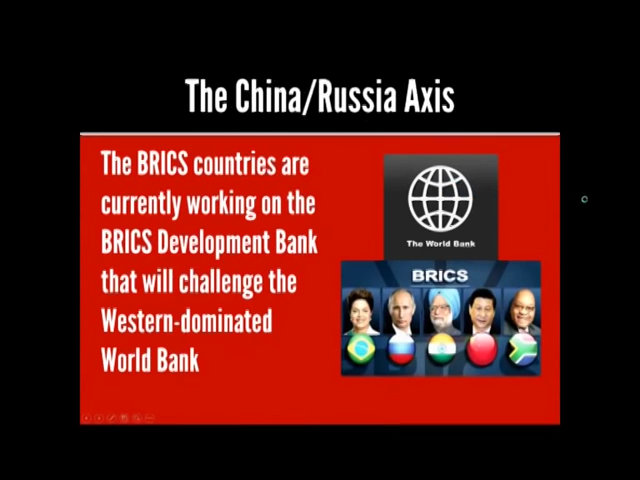 The China/Russia Axis
The BRICS countries are
currently working on the
BRICS Development Bank
that will challenge the
Western-dominated
World Bank
The World Bank
BRICS